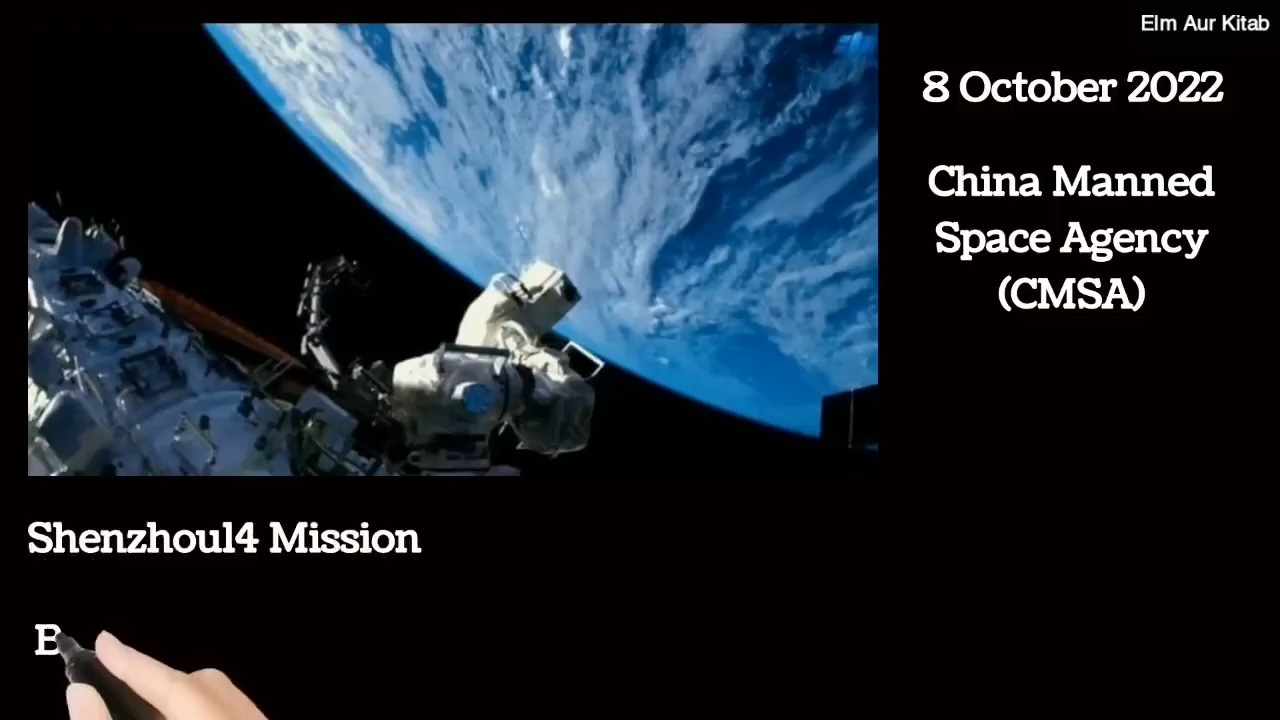 Elm Aur Kitab
8 October 2022
China Manned
Space Agency
(CMSA)
Shenzhou14 Mission
B